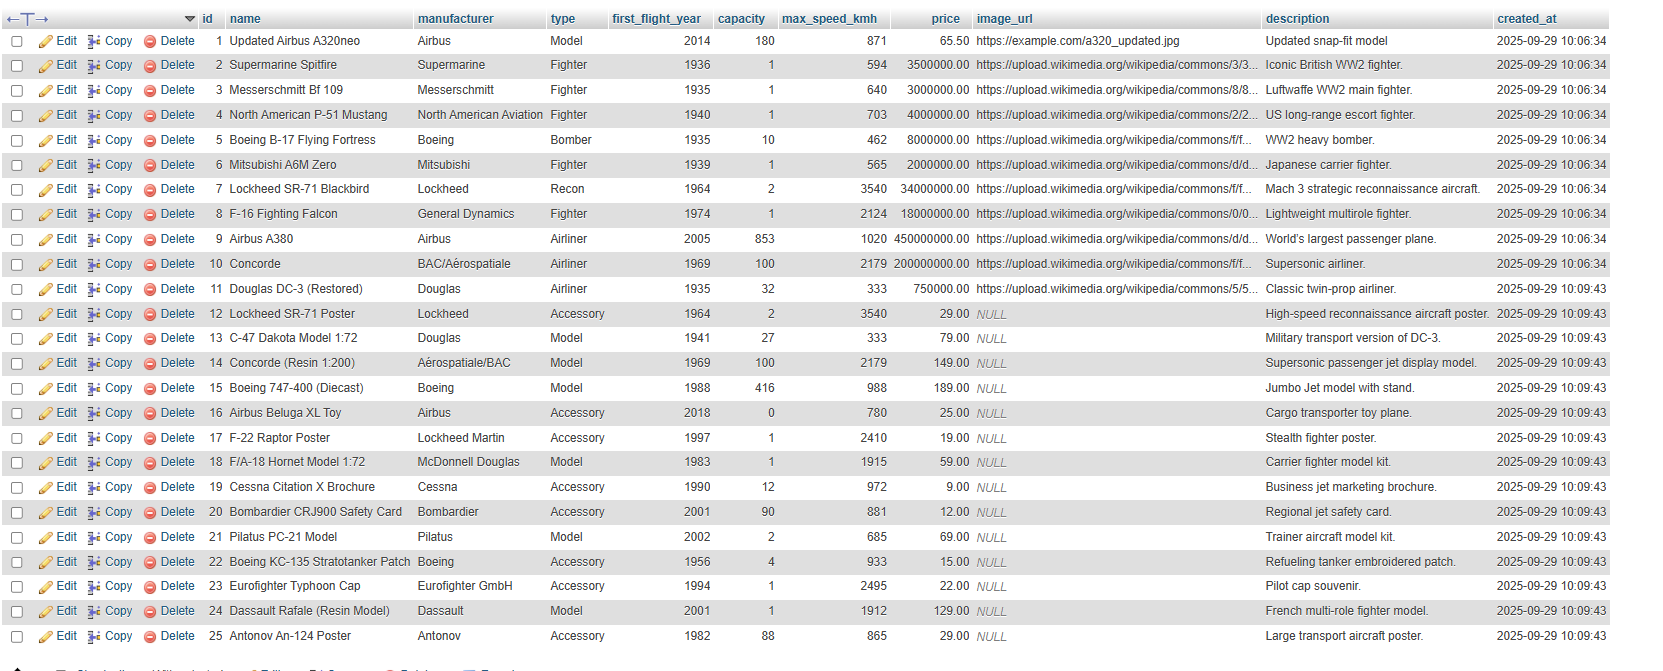 ←T→ id name manufacturer type first_flight_year capacity max_speed_kmh price image_url description created_at
Edit Copy Delete 1 Updated Airbus A320neo Airbus Model 2014 180 871 65.50 https://example.com/a320_updated.jpg Updated snap-fit model 2025-09-29 10:06:34
Edit Copy Delete 2 Supermarine Spitfire Supermarine Fighter 1936 1 594 3500000.00 https://upload.wikimedia.org/wikipedia/commons/3/3... Iconic British WW2 fighter. 2025-09-29 10:06:34
Edit Copy Delete 3 Messerschmitt Bf 109 Messerschmitt Fighter 1935 1 640 3000000.00 https://upload.wikimedia.org/wikipedia/commons/8/8... Luftwaffe WW2 main fighter. 2025-09-29 10:06:34
Edit Copy Delete 4 North American P-51 Mustang North American Aviation Fighter 1940 1 703 4000000.00 https://upload.wikimedia.org/wikipedia/commons/2/2... US long-range escort fighter. 2025-09-29 10:06:34
Edit Copy Delete 5 Boeing B-17 Flying Fortress Boeing Bomber 1935 10 462 8000000.00 https://upload.wikimedia.org/wikipedia/commons/f/f... WW2 heavy bomber. 2025-09-29 10:06:34
Edit Copy Delete 6 Mitsubishi A6M Zero Mitsubishi Fighter 1939 1 565 2000000.00 https://upload.wikimedia.org/wikipedia/commons/d/d... Japanese carrier fighter. 2025-09-29 10:06:34
Edit Copy Delete 7 Lockheed SR-71 Blackbird Lockheed Recon 1964 2 3540 34000000.00 https://upload.wikimedia.org/wikipedia/commons/f/f... Mach 3 strategic reconnaissance aircraft. 2025-09-29 10:06:34
Edit Copy Delete 8 F-16 Fighting Falcon General Dynamics Fighter 1974 1 2124 18000000.00 https://upload.wikimedia.org/wikipedia/commons/0/0... Lightweight multirole fighter. 2025-09-29 10:06:34
Edit Copy Delete 9 Airbus A380 Airbus Airliner 2005 853 1020 450000000.00 https://upload.wikimedia.org/wikipedia/commons/d/d... World's largest passenger plane. 2025-09-29 10:06:34
Edit Copy Delete 10 Concorde BAC/Aérospatiale Airliner 1969 100 2179 200000000.00 https://upload.wikimedia.org/wikipedia/commons/f/f... Supersonic airliner. 2025-09-29 10:06:34
Edit Copy Delete 11 Douglas DC-3 (Restored) Douglas Airliner 1935 32 333 750000.00 https://upload.wikimedia.org/wikipedia/commons/5/5... Classic twin-prop airliner. 2025-09-29 10:09:43
Edit Copy Delete 12 Lockheed SR-71 Poster Lockheed Accessory 1964 2 3540 29.00 NULL High-speed reconnaissance aircraft poster. 2025-09-29 10:09:43
Edit Copy Delete 13 C-47 Dakota Model 1:72 Douglas Model 1941 27 333 79.00 NULL Military transport version of DC-3. 2025-09-29 10:09:43
Edit Copy Delete 14 Concorde (Resin 1:200) Aérospatiale/BAC Model 1969 100 2179 149.00 NULL Supersonic passenger jet display model. 2025-09-29 10:09:43
Edit Copy Delete 15 Boeing 747-400 (Diecast) Boeing Model 1988 416 988 189.00 NULL Jumbo Jet model with stand. 2025-09-29 10:09:43
Edit Copy Delete 16 Airbus Beluga XL Toy Airbus Accessory 2018 0 780 25.00 NULL Cargo transporter toy plane. 2025-09-29 10:09:43
Edit Copy Delete 17 F-22 Raptor Poster Lockheed Martin Accessory 1997 1 2410 19.00 NULL Stealth fighter poster. 2025-09-29 10:09:43
Edit Copy Delete 18 F/A-18 Hornet Model 1:72 McDonnell Douglas Model 1983 1 1915 59.00 NULL Carrier fighter model kit. 2025-09-29 10:09:43
Edit Copy Delete 19 Cessna Citation X Brochure Cessna Accessory 1990 12 972 9.00 NULL Business jet marketing brochure. 2025-09-29 10:09:43
Edit Copy Delete 20 Bombardier CRJ900 Safety Card Bombardier Accessory 2001 90 881 12.00 NULL Regional jet safety card. 2025-09-29 10:09:43
Edit Copy Delete 21 Pilatus PC-21 Model Pilatus Model 2002 2 685 69.00 NULL Trainer aircraft model kit. 2025-09-29 10:09:43
Edit Copy Delete 22 Boeing KC-135 Stratotanker Patch Boeing Accessory 1956 4 933 15.00 NULL Refueling tanker embroidered patch. 2025-09-29 10:09:43
Edit Copy Delete 23 Eurofighter Typhoon Cap Eurofighter GmbH Accessory 1994 1 2495 22.00 NULL Pilot cap souvenir. 2025-09-29 10:09:43
Edit Copy Delete 24 Dassault Rafale (Resin Model) Dassault Model 2001 1 1912 129.00 NULL French multi-role fighter model. 2025-09-29 10:09:43
Edit Copy Delete 25 Antonov An-124 Poster Antonov Accessory 1982 88 865 29.00 NULL Large transport aircraft poster. 2025-09-29 10:09:43